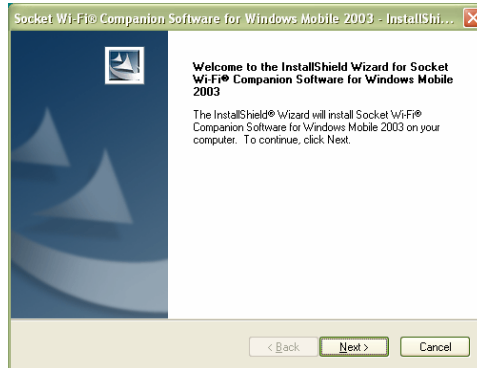 Socket Wi-Fi® Companion Software for Windows Mobile 2003 - InstallShi...
Welcome to the InstallShield Wizard for Socket
Wi-Fi® Companion Software for Windows Mobile
2003
The InstallShield® Wizard will install Socket Wi-Fi®
Companion Software for Windows Mobile 2003 on your
computer. To continue, click Next.
< Back Next > Cancel